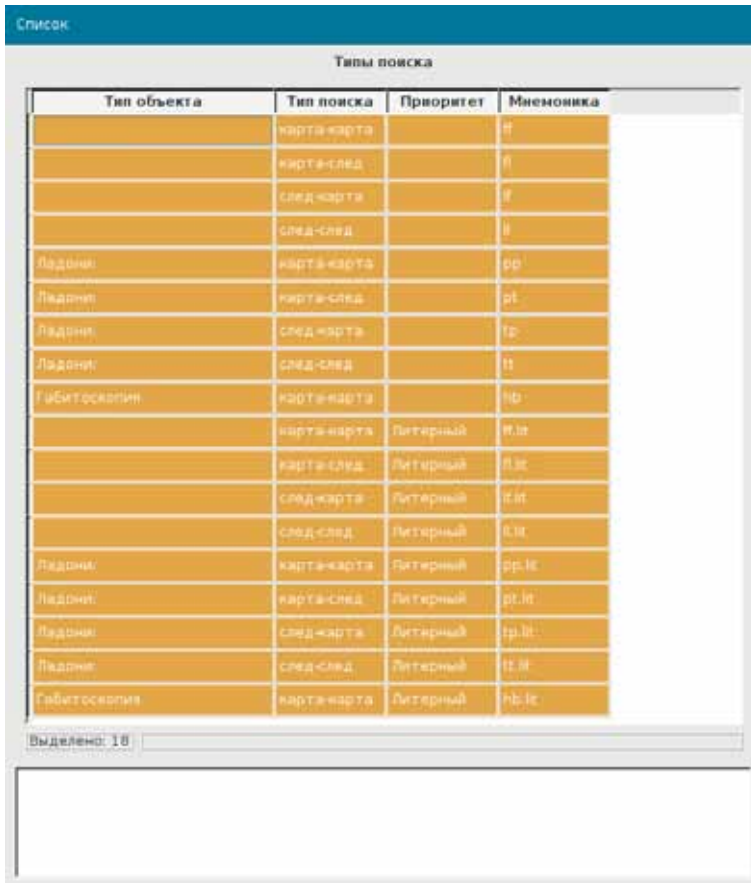 Список
Типы поиска
Тип объекта Тип поиска Приоритет Мнемоника
карта-карта ff
карта-след fl
след-карта lf
след-след ll
Ладони: карта-карта pp
Ладони: карта-след pt
Ладони: след-карта tp
Ладони: след-след tt
Габитоскопия карта-карта hb
карта-карта Литерный ff.lit
карта-след Литерный fl.lit
след-карта Литерный lf.lit
след-след Литерный ll.lit
Ладони: карта-карта Литерный pp.lit
Ладони: карта-след Литерный pt.lit
Ладони: след-карта Литерный tp.lit
Ладони: след-след Литерный tt.lit
Габитоскопия карта-карта Литерный hb.lit
Выделено: 18